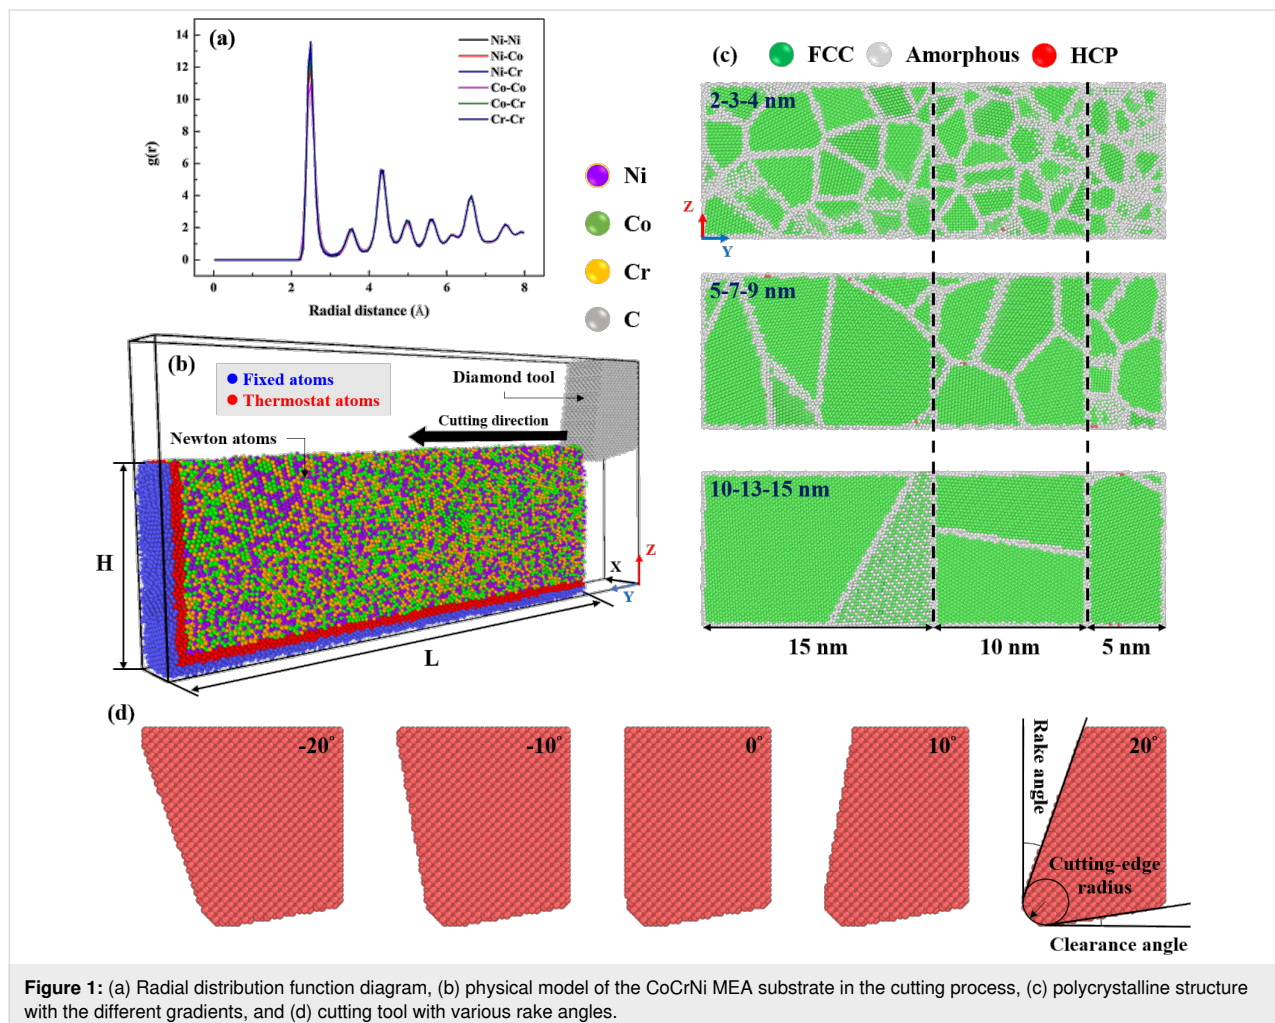 (a)
14
12
10
8
6
4
2
0
g(r)
0 2 4 6 8
Radial distance (Å)
Ni-Ni
Ni-Co
Ni-Cr
Co-Co
Co-Cr
Cr-Cr
Ni
Co
Cr
C
(b)
Fixed atoms
Thermostat atoms
Diamond tool
Cutting direction
Newton atoms
H
L
X
Y
Z
(c) FCC Amorphous HCP
2-3-4 nm
Z
Y
5-7-9 nm
10-13-15 nm
15 nm 10 nm 5 nm
(d)
-20°
-10°
0°
10°
20°
Rake angle
Cutting-edge
radius
Clearance angle
Figure 1: (a) Radial distribution function diagram, (b) physical model of the CoCrNi MEA substrate in the cutting process, (c) polycrystalline structure
with the different gradients, and (d) cutting tool with various rake angles.